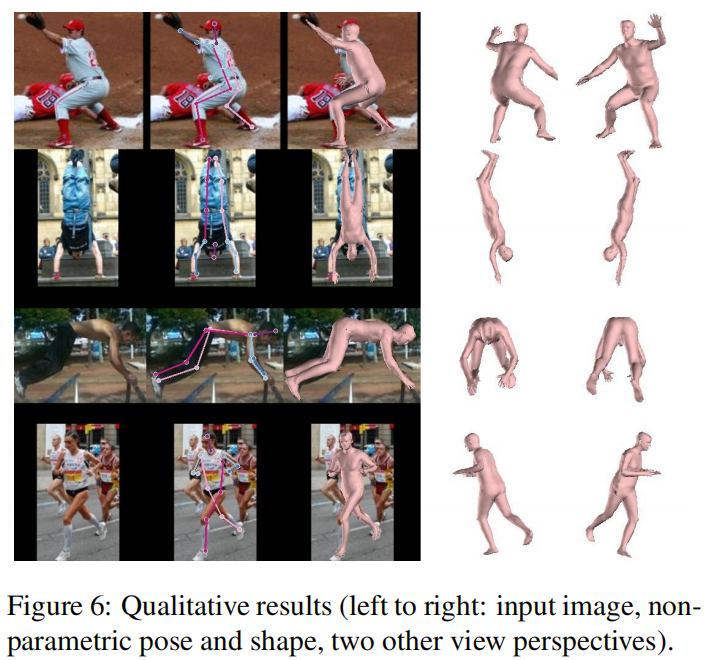 Figure 6: Qualitative results (left to right: input image, non-
parametric pose and shape, two other view perspectives).